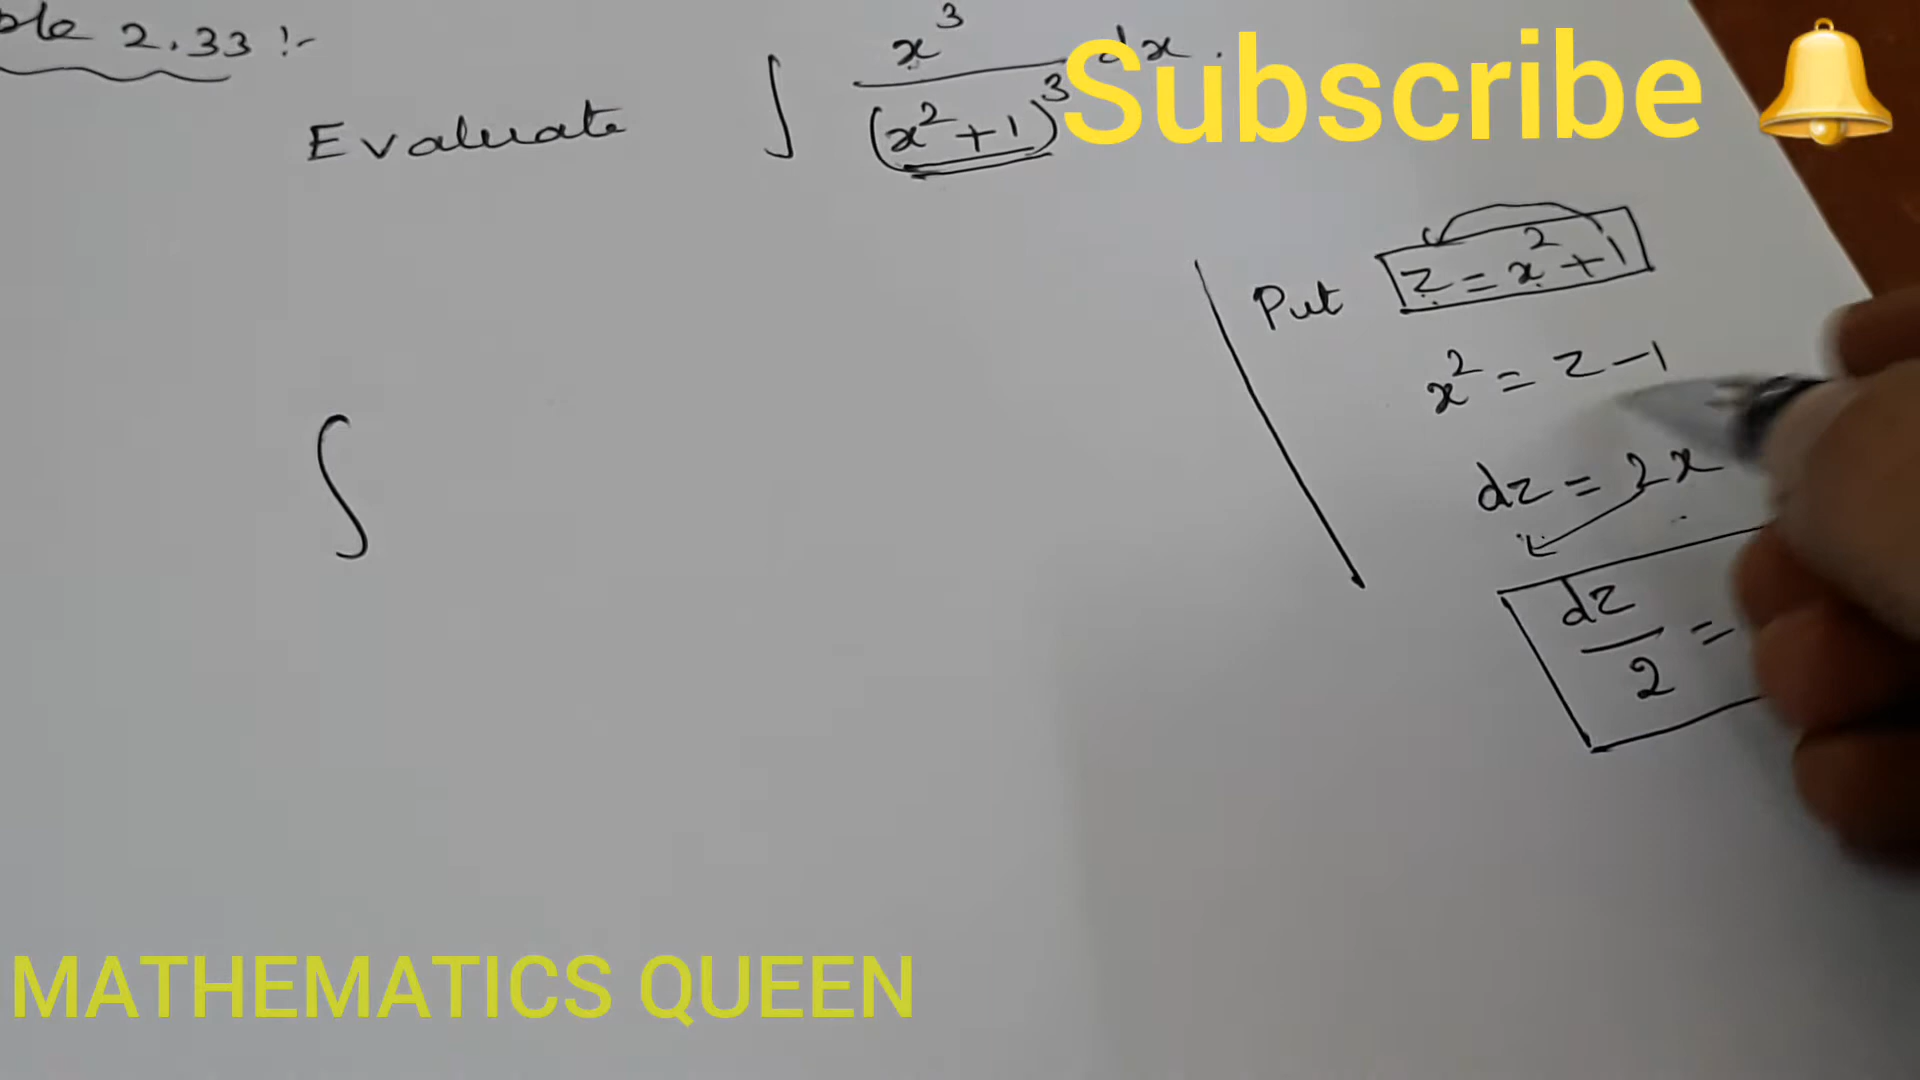 2.33 :-
Evaluate ∫ x³/(x²+1)³ dx.
Subscribe
Put z = x²+1
x² = z-1
dz = 2x
dz/2 =
∫
MATHEMATICS QUEEN